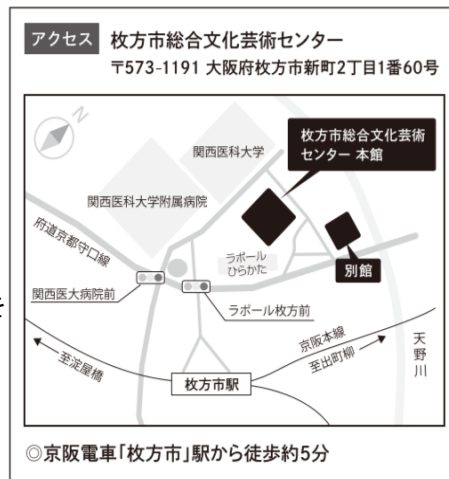 アクセス 枚方市総合文化芸術センター
〒573-1191 大阪府枚方市新町2丁目1番60号
N
関西医科大学
枚方市総合文化芸術
センター 本館
関西医科大学附属病院
府道京都守口線
ラポール
ひらかた
別館
関西医大病院前
ラポール枚方前
京阪本線
至出町柳
天野川
至淀屋橋
枚方市駅
◎京阪電車「枚方市」駅から徒歩約5分